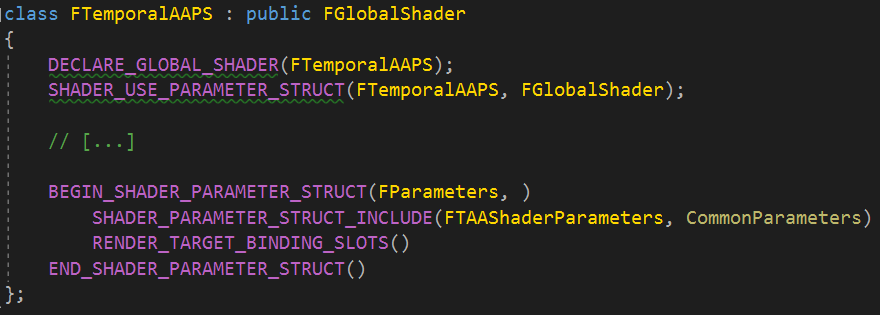 class FTemporalAAPS : public FGlobalShader
{
DECLARE_GLOBAL_SHADER(FTemporalAAPS);
SHADER_USE_PARAMETER_STRUCT(FTemporalAAPS, FGlobalShader);
// [...]
BEGIN_SHADER_PARAMETER_STRUCT(FParameters, )
SHADER_PARAMETER_STRUCT_INCLUDE(FTAAShaderParameters, CommonParameters)
RENDER_TARGET_BINDING_SLOTS()
END_SHADER_PARAMETER_STRUCT()
};